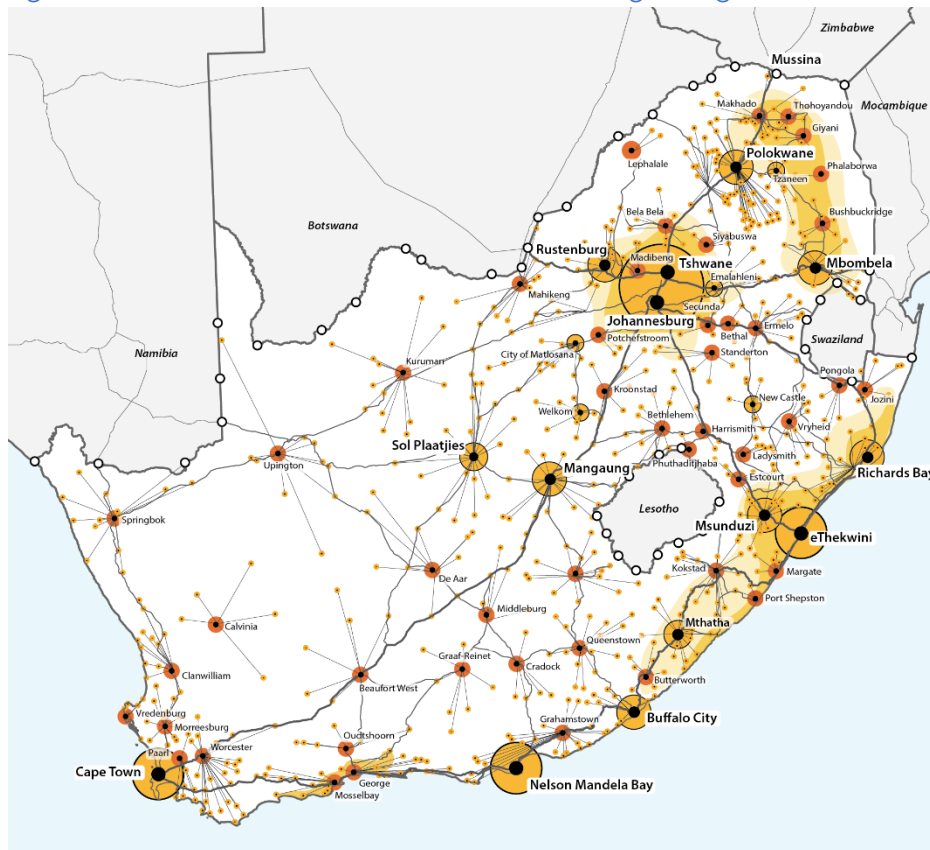 Zimbabwe
Mussina
Mocambique
Makhado
Thohoyandou
Giyani
Polokwane
Lephalale
Tzaneen
Phalaborwa
Botswana
Bela Bela
Bushbuckridge
Siyabuswa
Rustenburg
Madibeng
Tshwane
Mbombela
Emalahleni
Mahikeng
Secunda
Johannesburg
Ermelo
Bethal
Swaziland
Potchefstroom
Namibia
City of Matlosana
Standerton
Kuruman
Pongola
Kroonstad
Jozini
New Castle
Welkom
Bethlehem
Harrismith
Vryheid
Sol Plaatjies
Ladysmith
Upington
Phuthaditjhaba
Mangaung
Richards Bay
Estcourt
Lesotho
Springbok
Msunduzi
eThekwini
Kokstad
Margate
De Aar
Port Shepston
Middleburg
Calvinia
Mthatha
Queenstown
Graaf-Reinet
Cradock
Clanwilliam
Butterworth
Beaufort West
Vredenburg
Buffalo City
Morreesburg
Grahamstown
Oudtshoorn
Worcester
Paarl
Cape Town
George
Mosselbay
Nelson Mandela Bay